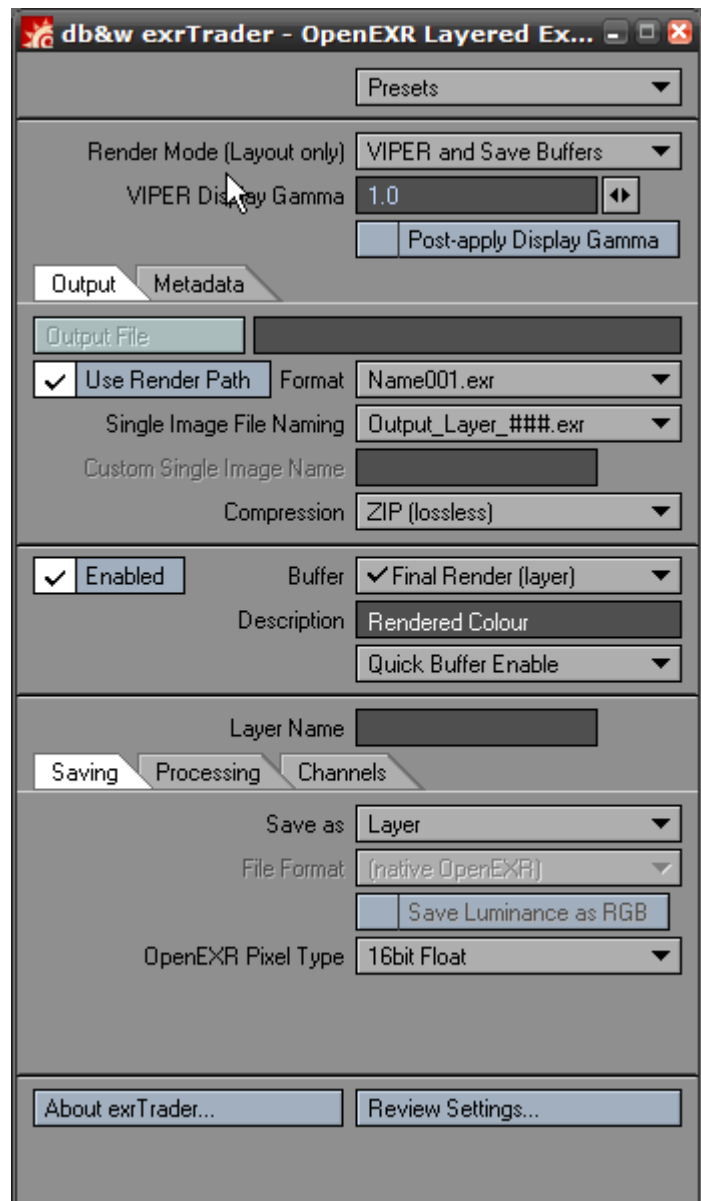 db&w exrTrader - OpenEXR Layered Ex...
Presets
Render Mode (Layout only) VIPER and Save Buffers
VIPER Display Gamma 1.0
Post-apply Display Gamma
Output Metadata
Output File
Use Render Path Format Name001.exr
Single Image File Naming Output_Layer_###.exr
Custom Single Image Name
Compression ZIP (lossless)
Enabled Buffer ✓Final Render (layer)
Description Rendered Colour
Quick Buffer Enable
Layer Name
Saving Processing Channels
Save as Layer
File Format (native OpenEXR)
Save Luminance as RGB
OpenEXR Pixel Type 16bit Float
About exrTrader... Review Settings...